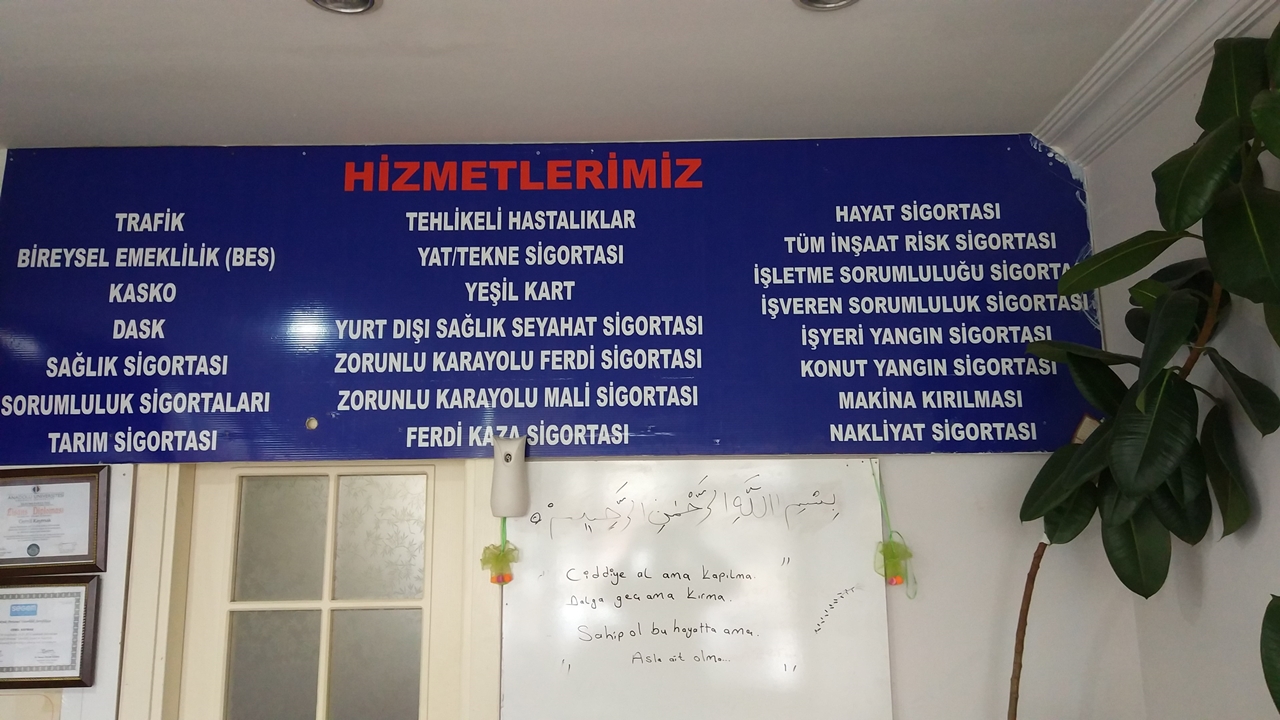 HİZMETLERİMİZ
TRAFİK
BİREYSEL EMEKLİLİK (BES)
KASKO
DASK
SAĞLIK SİGORTASI
SORUMLULUK SİGORTALARI
TARIM SİGORTASI
TEHLİKELİ HASTALIKLAR
YAT/TEKNE SİGORTASI
YEŞİL KART
YURT DIŞI SAĞLIK SEYAHAT SİGORTASI
ZORUNLU KARAYOLU FERDİ SİGORTASI
ZORUNLU KARAYOLU MALİ SİGORTASI
FERDİ KAZA SİGORTASI
HAYAT SİGORTASI
TÜM İNŞAAT RİSK SİGORTASI
İŞLETME SORUMLULUĞU SİGORTA
İŞVEREN SORUMLULUK SİGORTASI
İŞYERİ YANGIN SİGORTASI
KONUT YANGIN SİGORTASI
MAKİNA KIRILMASI
NAKLİYAT SİGORTASI
بِسْمِ اللَّهِ الرَّحْمٰنِ الرَّحِيمِ
"
Ciddiye al ama kapılma.
Dalga geç ama kırma.
Sahip ol bu hayatta ama.
" Asla ait olma... "